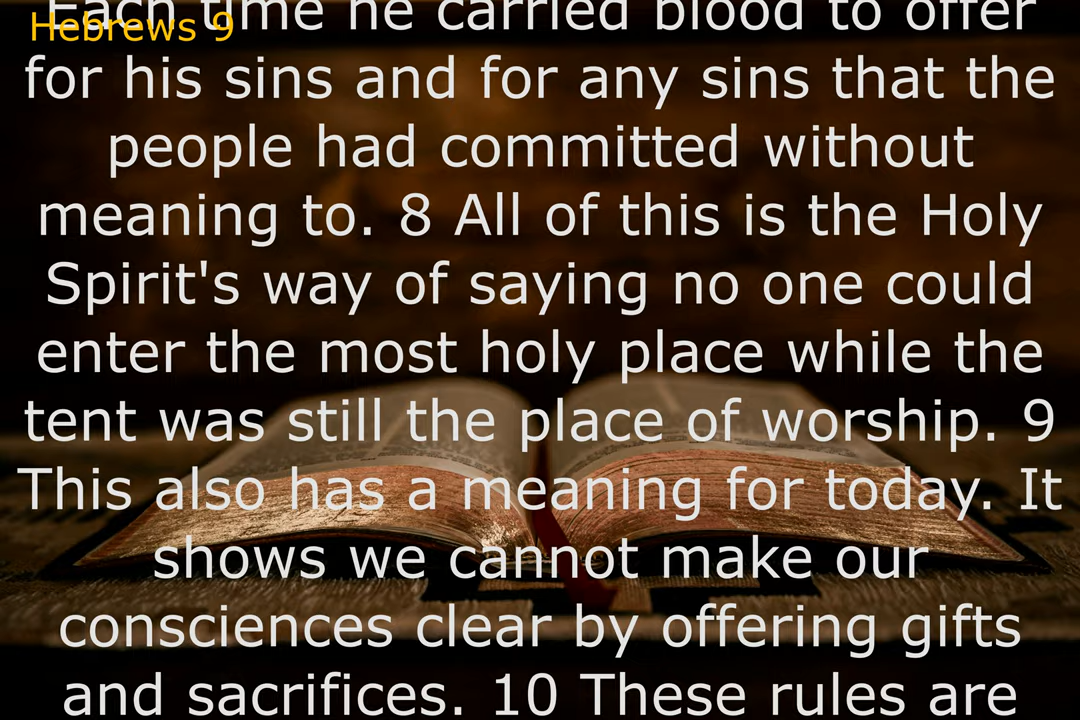 Each time he carried blood to offer
Hebrews 9
for his sins and for any sins that the
people had committed without
meaning to. 8 All of this is the Holy
Spirit's way of saying no one could
enter the most holy place while the
tent was still the place of worship. 9
This also has a meaning for today. It
shows we cannot make our
consciences clear by offering gifts
and sacrifices. 10 These rules are